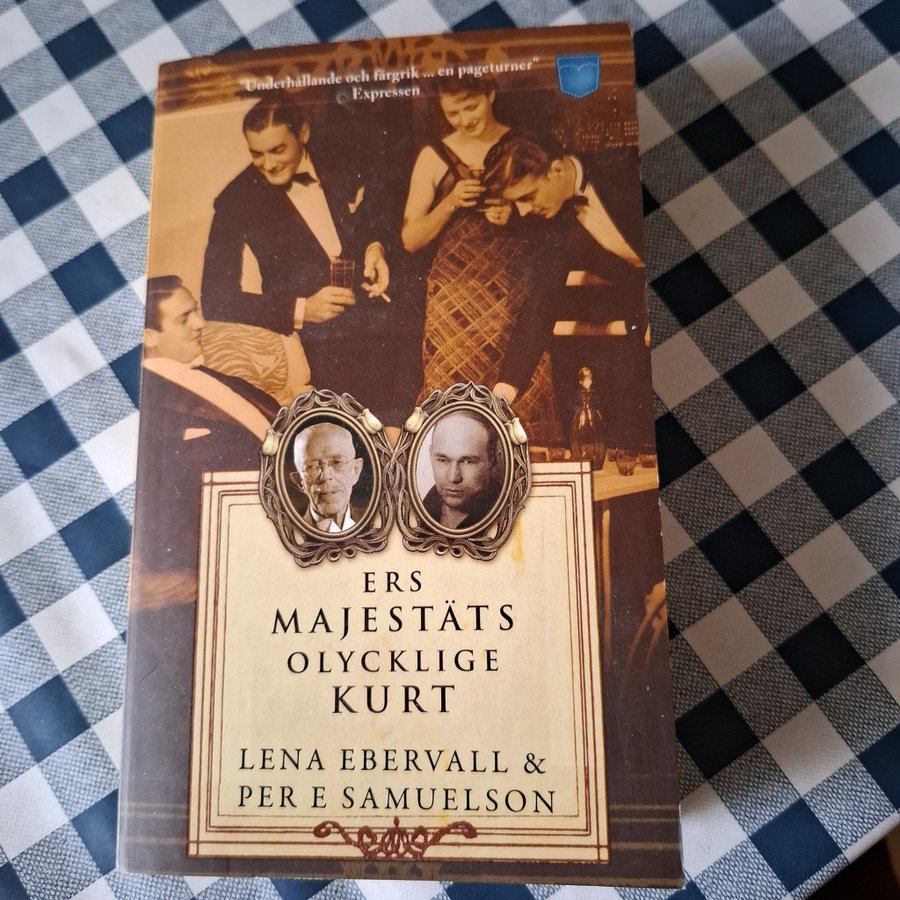 "Underhållande och färgrik ... en pageturner"
Expressen
ERS
MAJESTÄTS
OLYCKLIGE
KURT
LENA EBERVALL &
PER E SAMUELSON